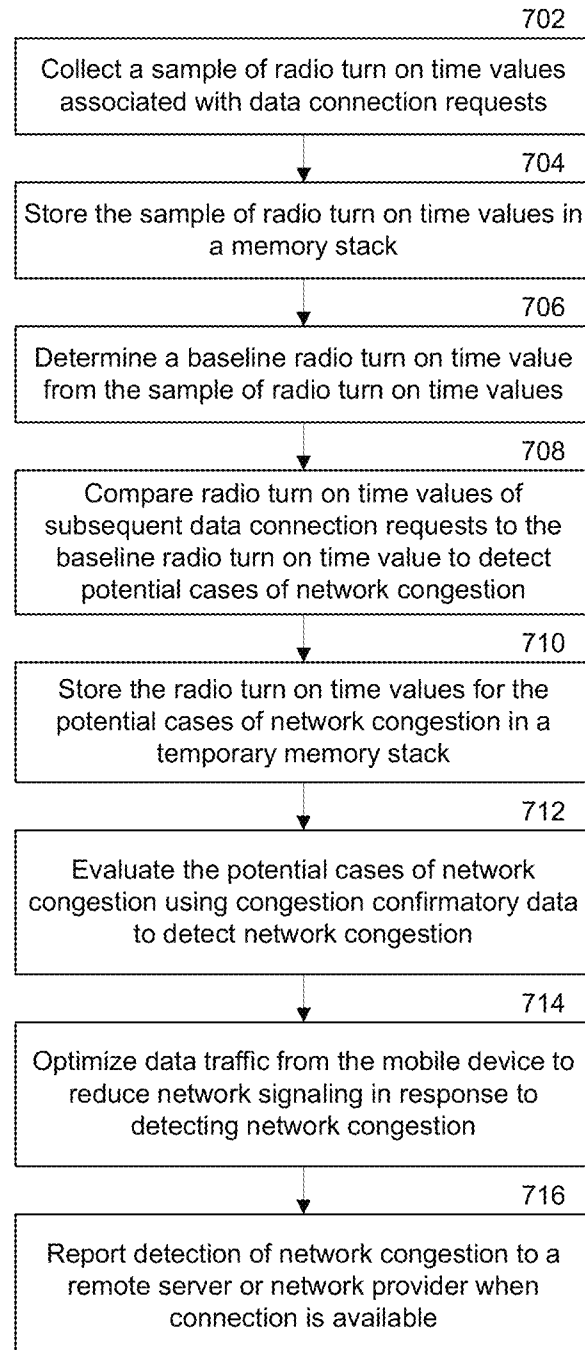 702
Collect a sample of radio turn on time values
associated with data connection requests
704
Store the sample of radio turn on time values in
a memory stack
706
Determine a baseline radio turn on time value
from the sample of radio turn on time values
708
Compare radio turn on time values of
subsequent data connection requests to the
baseline radio turn on time value to detect
potential cases of network congestion
710
Store the radio turn on time values for the
potential cases of network congestion in a
temporary memory stack
712
Evaluate the potential cases of network
congestion using congestion confirmatory data
to detect network congestion
714
Optimize data traffic from the mobile device to
reduce network signaling in response to
detecting network congestion
716
Report detection of network congestion to a
remote server or network provider when
connection is available